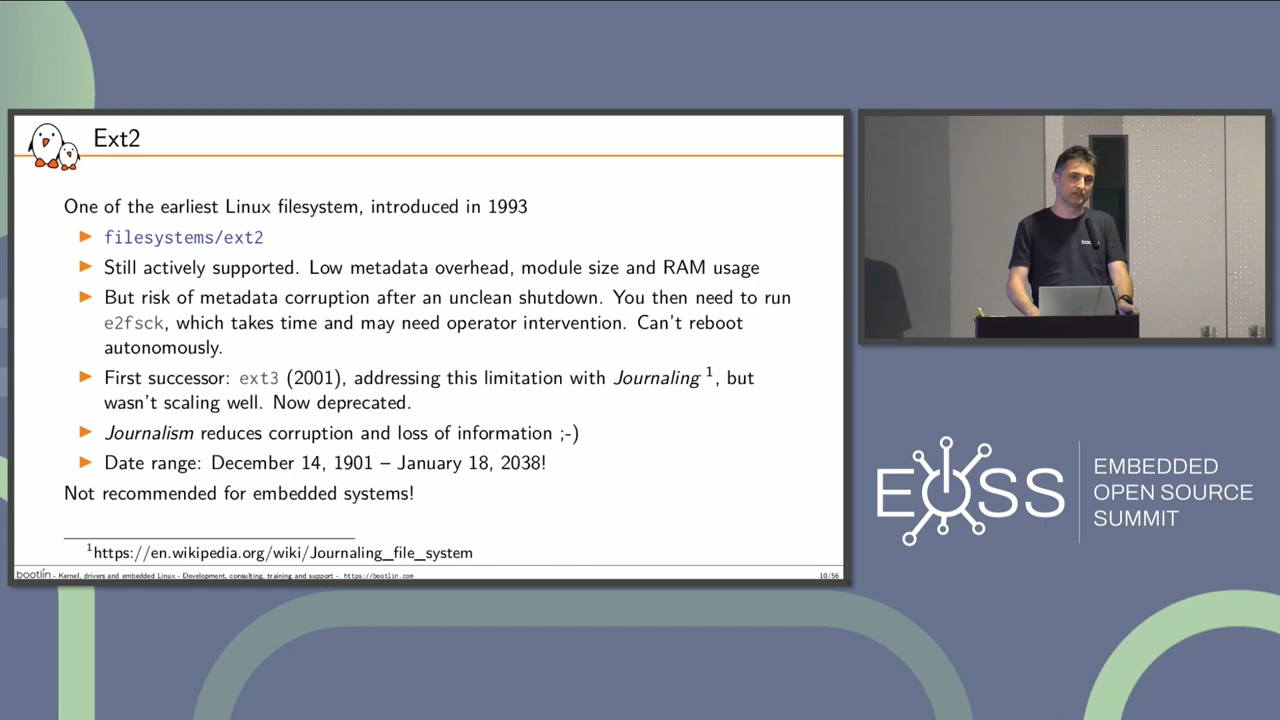 Ext2
One of the earliest Linux filesystem, introduced in 1993
filesystems/ext2
Still actively supported. Low metadata overhead, module size and RAM usage
But risk of metadata corruption after an unclean shutdown. You then need to run
e2fsck, which takes time and may need operator intervention. Can't reboot
autonomously.
First successor: ext3 (2001), addressing this limitation with Journaling 1, but
wasn't scaling well. Now deprecated.
Journalism reduces corruption and loss of information ;-)
Date range: December 14, 1901 – January 18, 2038!
Not recommended for embedded systems!
1https://en.wikipedia.org/wiki/Journaling_file_system
bootlin - Kernel, drivers and embedded Linux - Development, consulting, training and support - https://bootlin.com
10/56
EOSS
EMBEDDED
OPEN SOURCE
SUMMIT